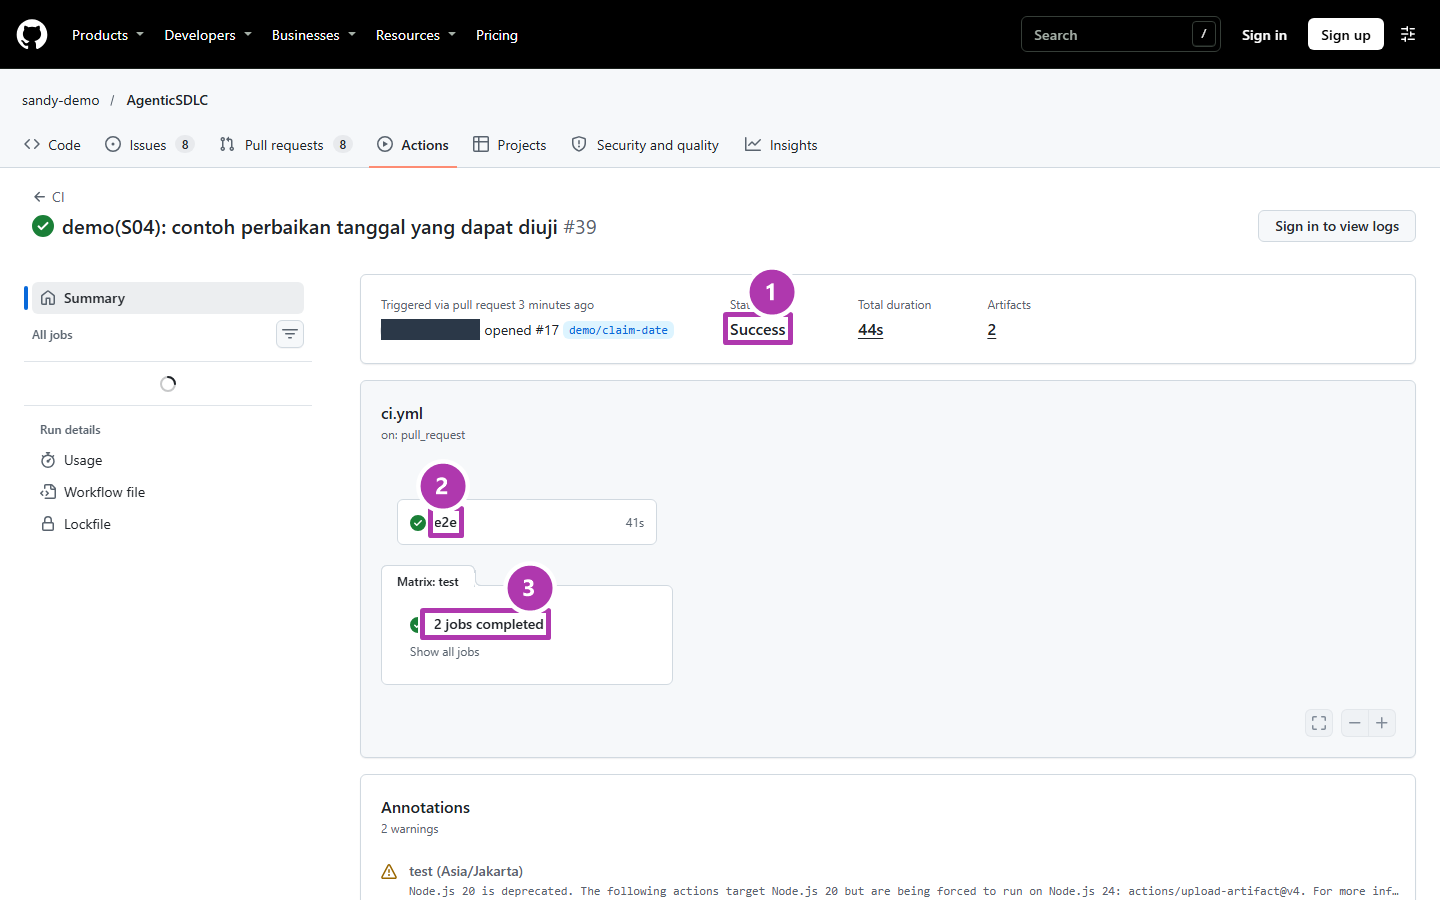 Products Developers Businesses Resources Pricing Search / Sign in Sign up
sandy-demo / AgenticSDLC
Code Issues 8 Pull requests 8 Actions Projects Security and quality Insights
← CI
demo(S04): contoh perbaikan tanggal yang dapat diuji #39
Sign in to view logs
Summary
All jobs
Run details
Usage
Workflow file
Lockfile
Triggered via pull request 3 minutes ago
opened #17 demo/claim-date
1
Success
Total duration
44s
Artifacts
2
ci.yml
on: pull_request
2
e2e 41s
Matrix: test
3
2 jobs completed
Show all jobs
Annotations
2 warnings
test (Asia/Jakarta)
Node.js 20 is deprecated. The following actions target Node.js 20 but are being forced to run on Node.js 24: actions/upload-artifact@v4. For more inf…